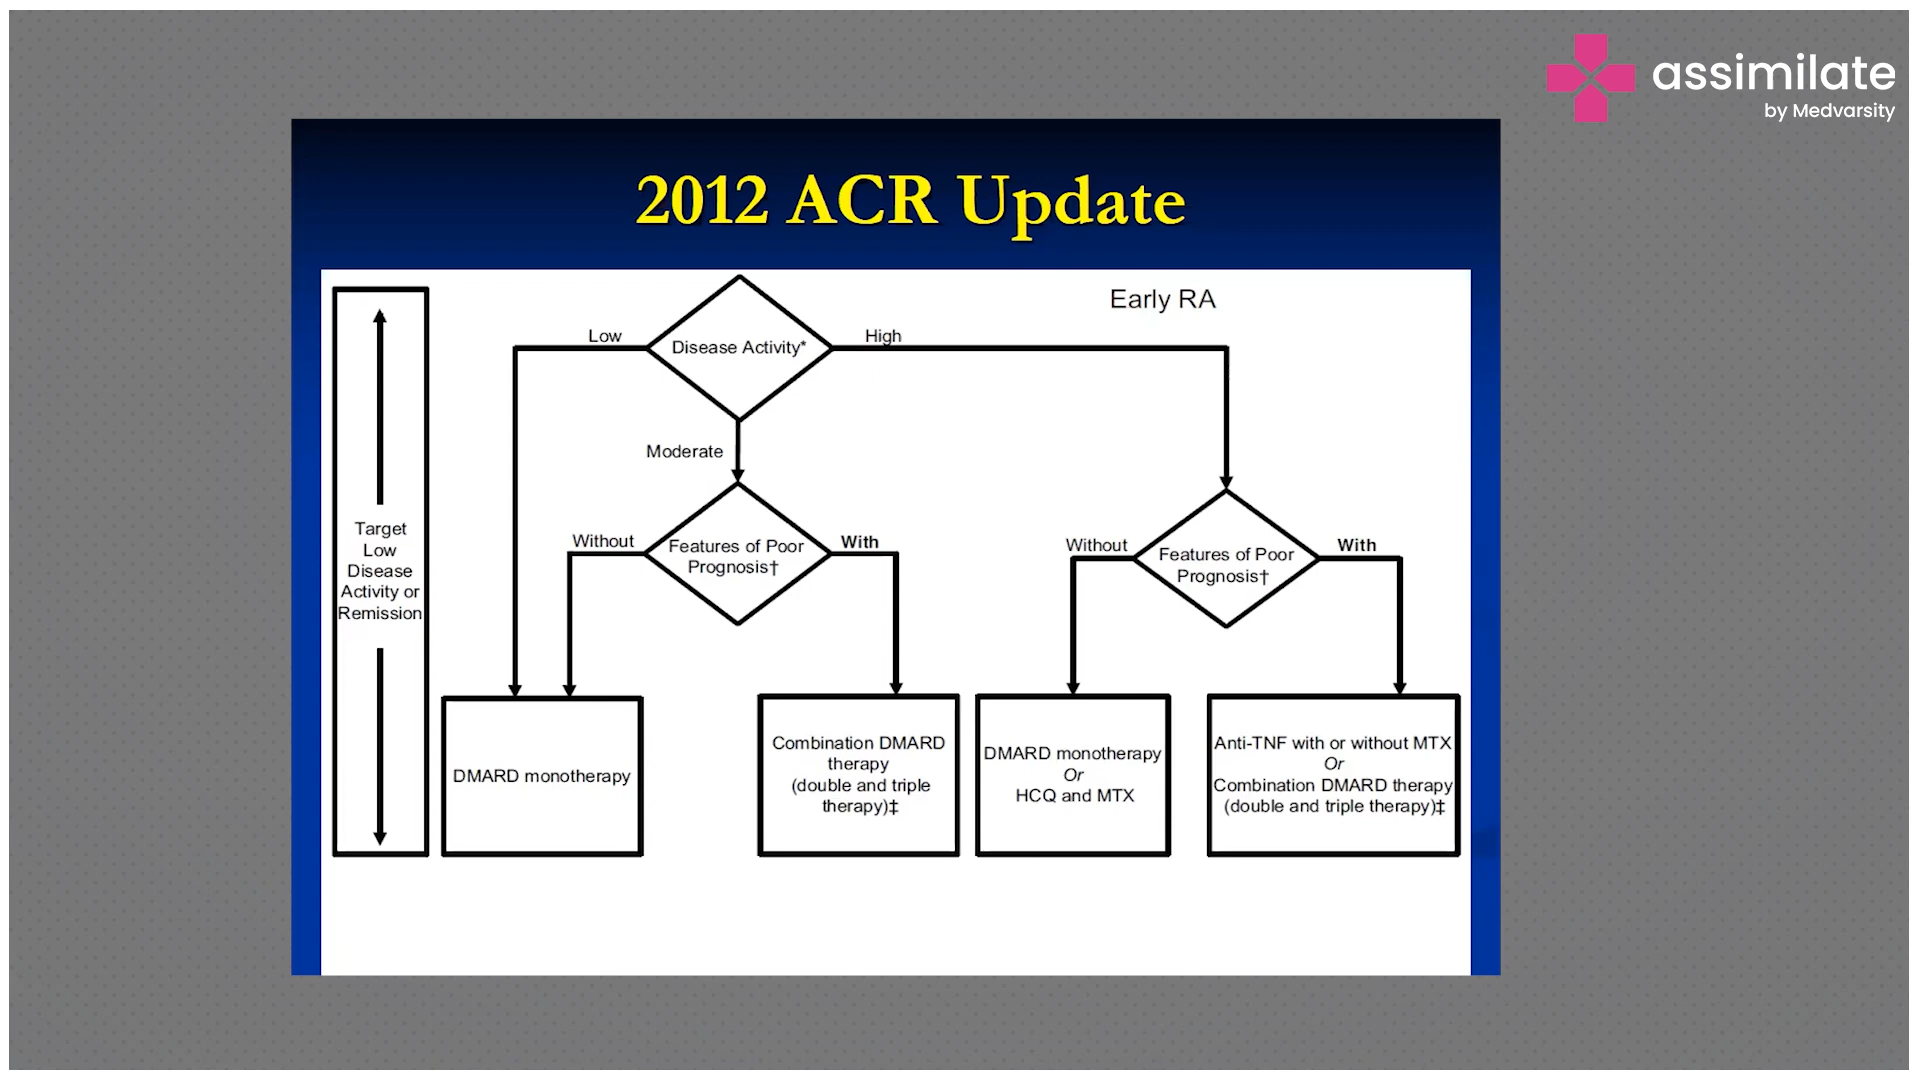 assimilate
by Medvarsity
2012 ACR Update
Early RA
Low
Disease Activity*
High
Moderate
Target
Low
Disease
Activity or
Remission
Without
Features of Poor
Prognosis†
With
Without
Features of Poor
Prognosis†
With
DMARD monotherapy
Combination DMARD
therapy
(double and triple
therapy)‡
DMARD monotherapy
Or
HCQ and MTX
Anti-TNF with or without MTX
Or
Combination DMARD therapy
(double and triple therapy)‡